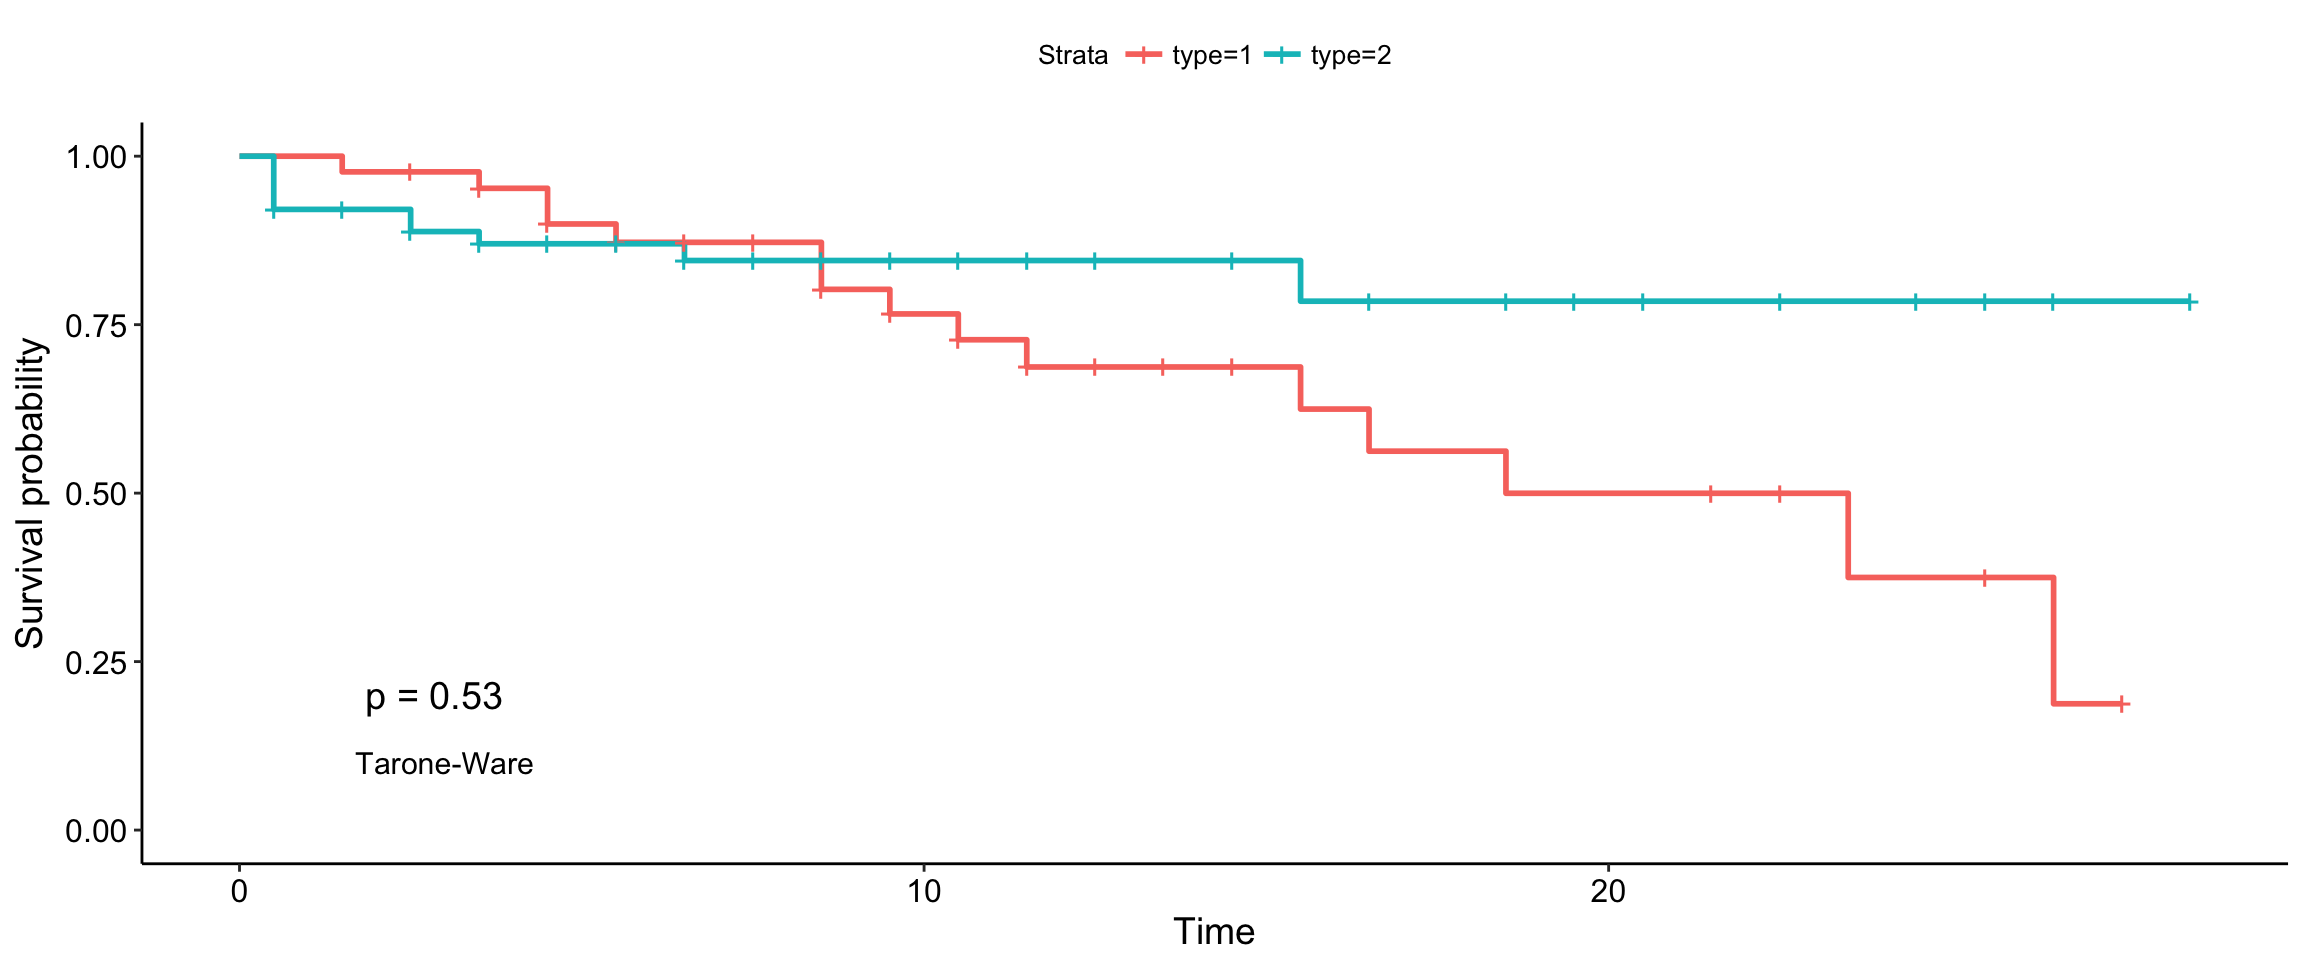 Strata type=1 type=2
Survival probability
1.00
0.75
0.50
0.25
0.00
p = 0.53
Tarone-Ware
0 10 20
Time